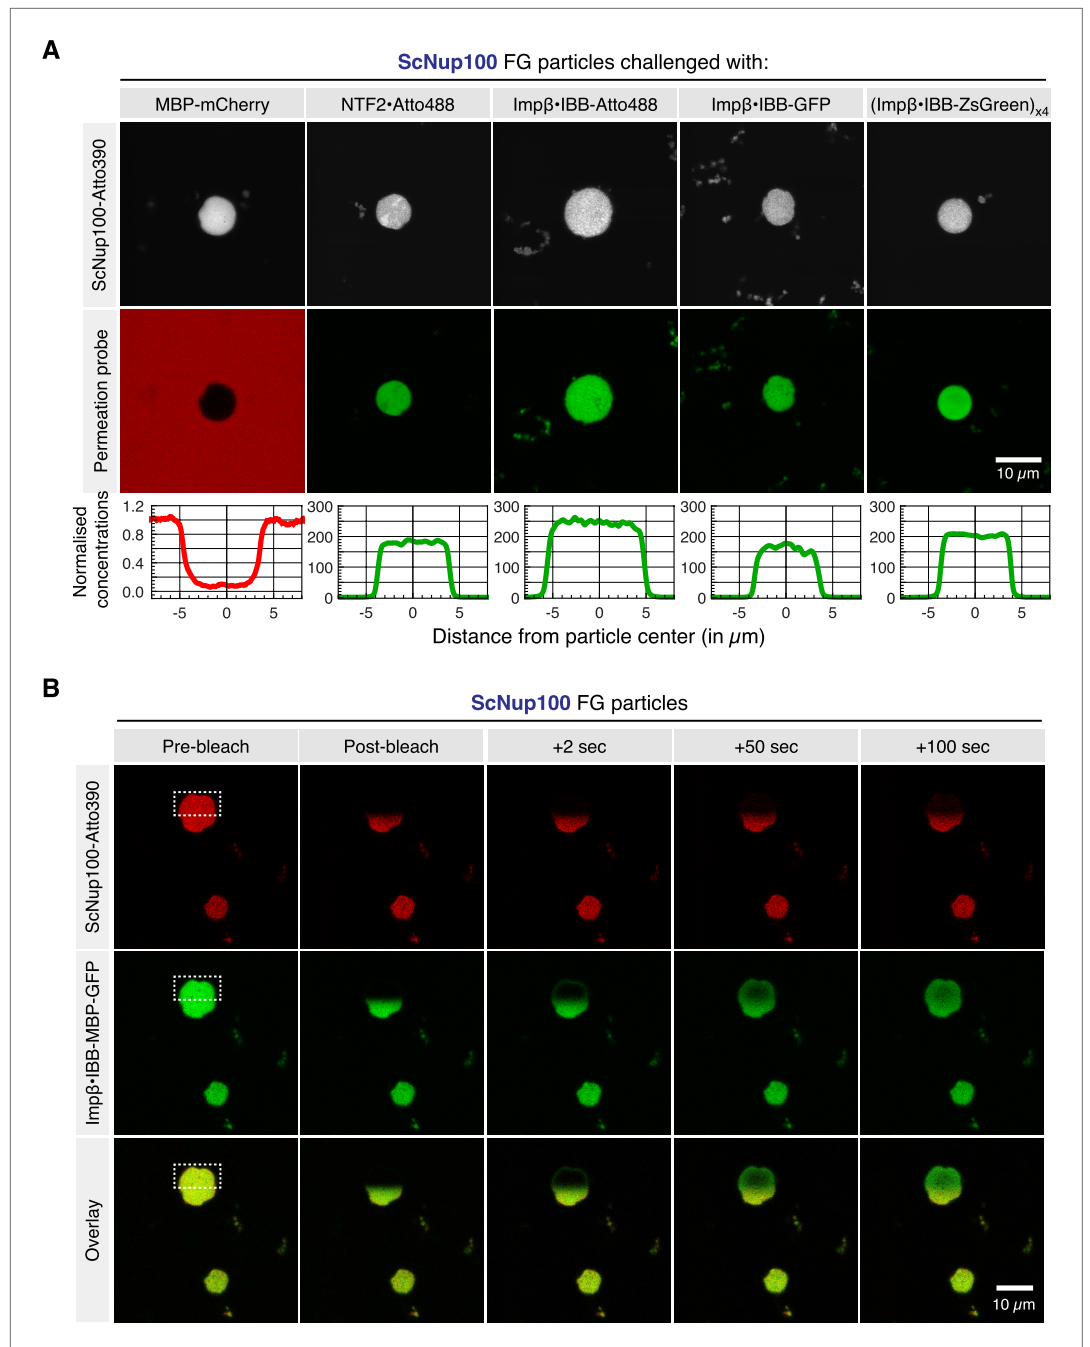 A
ScNup100 FG particles challenged with:
MBP-mCherry
NTF2•Atto488
Impβ•IBB-Atto488
Impβ•IBB-GFP
(Impβ•IBB-ZsGreen)x4
ScNup100-Atto390
Permeation probe
10 µm
Normalised
concentrations
1.2
0.8
0.4
0.0
-5 0 5
300
200
100
0
-5 0 5
300
200
100
0
-5 0 5
300
200
100
0
-5 0 5
300
200
100
0
-5 0 5
Distance from particle center (in µm)
B
ScNup100 FG particles
Pre-bleach
Post-bleach
+2 sec
+50 sec
+100 sec
ScNup100-Atto390
Impβ•IBB-MBP-GFP
Overlay
10 µm